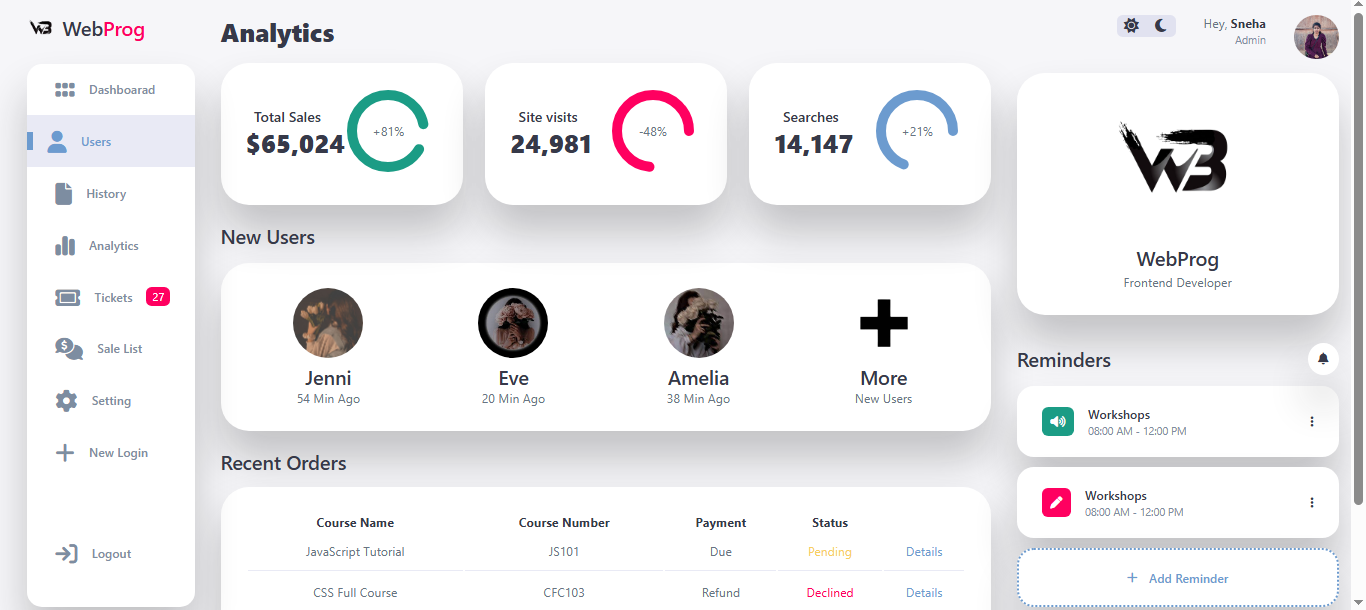 WB WebProg
Dashboarad
Users
History
Analytics
Tickets 27
Sale List
Setting
New Login
Logout
Analytics
Total Sales
$65,024
+81%
Site visits
24,981
-48%
Searches
14,147
+21%
New Users
Jenni
54 Min Ago
Eve
20 Min Ago
Amelia
38 Min Ago
More
New Users
Recent Orders
Course Name Course Number Payment Status
JavaScript Tutorial JS101 Due Pending Details
CSS Full Course CFC103 Refund Declined Details
Hey, Sneha
Admin
WB
WebProg
Frontend Developer
Reminders
Workshops
08:00 AM - 12:00 PM
Workshops
08:00 AM - 12:00 PM
Add Reminder